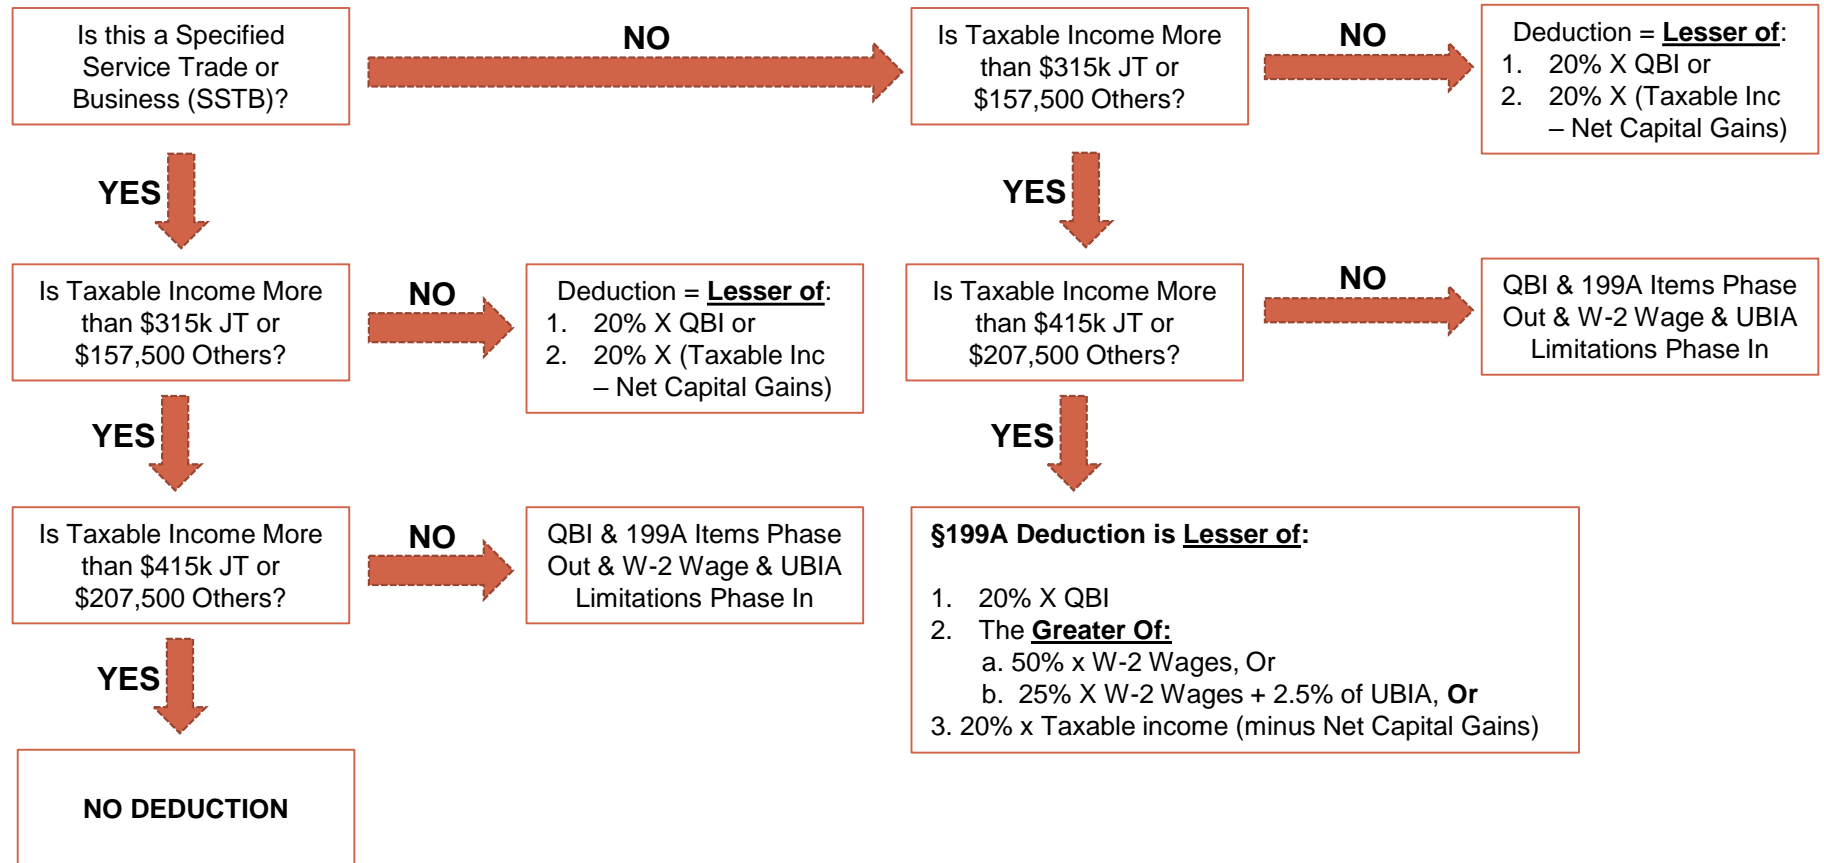 Is this a Specified
Service Trade or
Business (SSTB)?
NO
Is Taxable Income More
than $315k JT or
$157,500 Others?
NO
Deduction = Lesser of:
1. 20% X QBI or
2. 20% X (Taxable Inc
– Net Capital Gains)
YES
YES
Is Taxable Income More
than $315k JT or
$157,500 Others?
NO
Deduction = Lesser of:
1. 20% X QBI or
2. 20% X (Taxable Inc
– Net Capital Gains)
Is Taxable Income More
than $415k JT or
$207,500 Others?
NO
QBI & 199A Items Phase
Out & W-2 Wage & UBIA
Limitations Phase In
YES
YES
Is Taxable Income More
than $415k JT or
$207,500 Others?
NO
QBI & 199A Items Phase
Out & W-2 Wage & UBIA
Limitations Phase In
§199A Deduction is Lesser of:
1. 20% X QBI
2. The Greater Of:
a. 50% x W-2 Wages, Or
b. 25% X W-2 Wages + 2.5% of UBIA, Or
3. 20% x Taxable income (minus Net Capital Gains)
YES
NO DEDUCTION